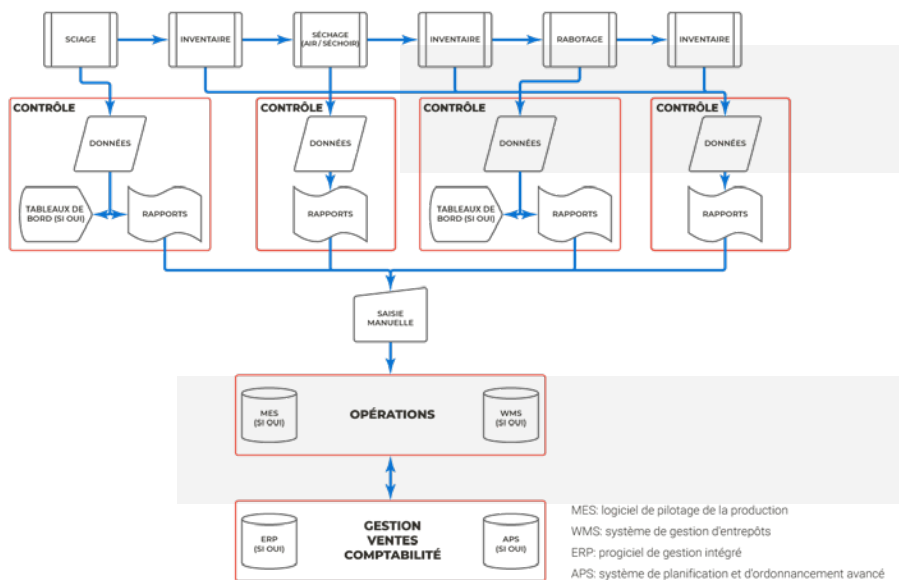 SCIAGE
INVENTAIRE
SÉCHAGE
(AIR / SÉCHOIR)
INVENTAIRE
RABOTAGE
INVENTAIRE
CONTRÔLE
DONNÉES
TABLEAUX DE
BORD (SI OUI)
RAPPORTS
CONTRÔLE
DONNÉES
RAPPORTS
CONTRÔLE
DONNÉES
TABLEAUX DE
BORD (SI OUI)
RAPPORTS
CONTRÔLE
DONNÉES
RAPPORTS
SAISIE
MANUELLE
MES
(SI OUI)
OPÉRATIONS
WMS
(SI OUI)
ERP
(SI OUI)
GESTION
VENTES
COMPTABILITÉ
APS
(SI OUI)
MES: logiciel de pilotage de la production
WMS: système de gestion d'entrepôts
ERP: progiciel de gestion intégré
APS: système de planification et d'ordonnancement avancé